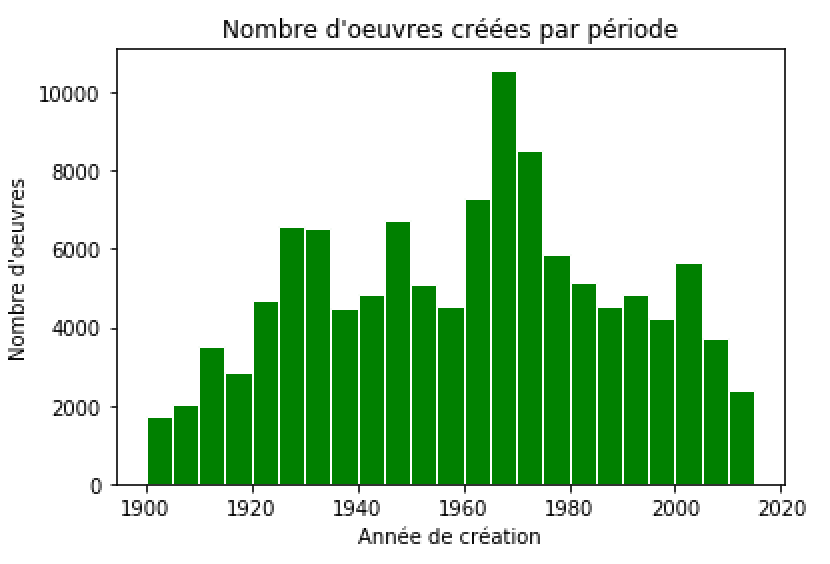 Nombre d'oeuvres créées par période
10000
8000
6000
4000
2000
0
Nombre d'oeuvres
1900 1920 1940 1960 1980 2000 2020
Année de création